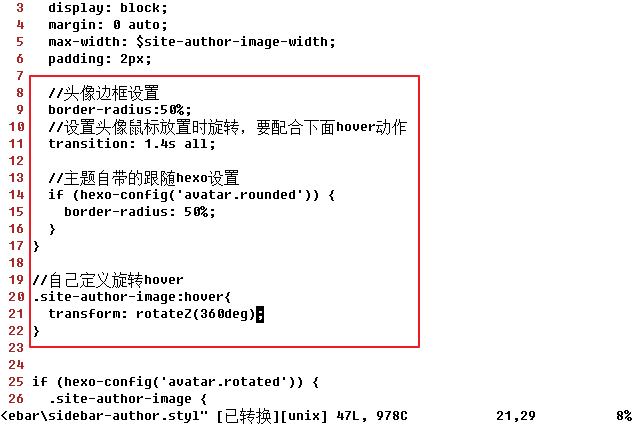 3   display: block;
4   margin: 0 auto;
5   max-width: $site-author-image-width;
6   padding: 2px;
7
8   //头像边框设置
9   border-radius:50%;
10   //设置头像鼠标放置时旋转，要配合下面hover动作
11   transition: 1.4s all;
12
13   //主题自带的跟随hexo设置
14   if (hexo-config('avatar.rounded')) {
15     border-radius: 50%;
16   }
17 }
18
19 //自己定义旋转hover
20 .site-author-image:hover{
21   transform: rotateZ(360deg);
22 }
23
24
25 if (hexo-config('avatar.rotated')) {
26   .site-author-image {
<ebar\sidebar-author.styl" [已转换][unix] 47L, 978C 21,29 8%